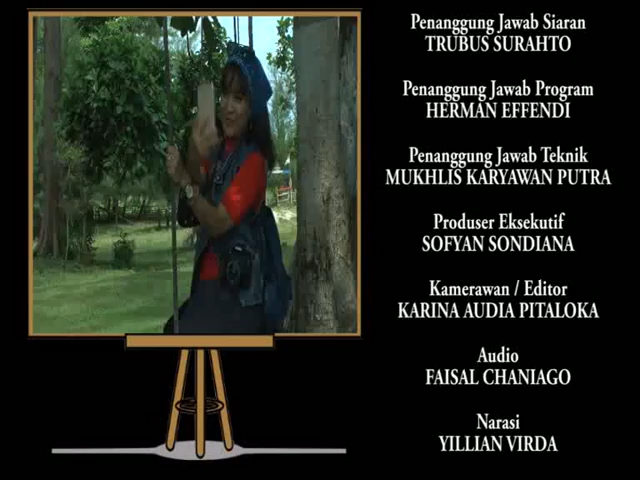 Penanggung Jawab Siaran
TRUBUS SURAHTO
Penanggung Jawab Program
HERMAN EFFENDI
Penanggung Jawab Teknik
MUKHLIS KARYAWAN PUTRA
Produser Eksekutif
SOFYAN SONDIANA
Kamerawan / Editor
KARINA AUDIA PITALOKA
Audio
FAISAL CHANIAGO
Narasi
YILLIAN VIRDA